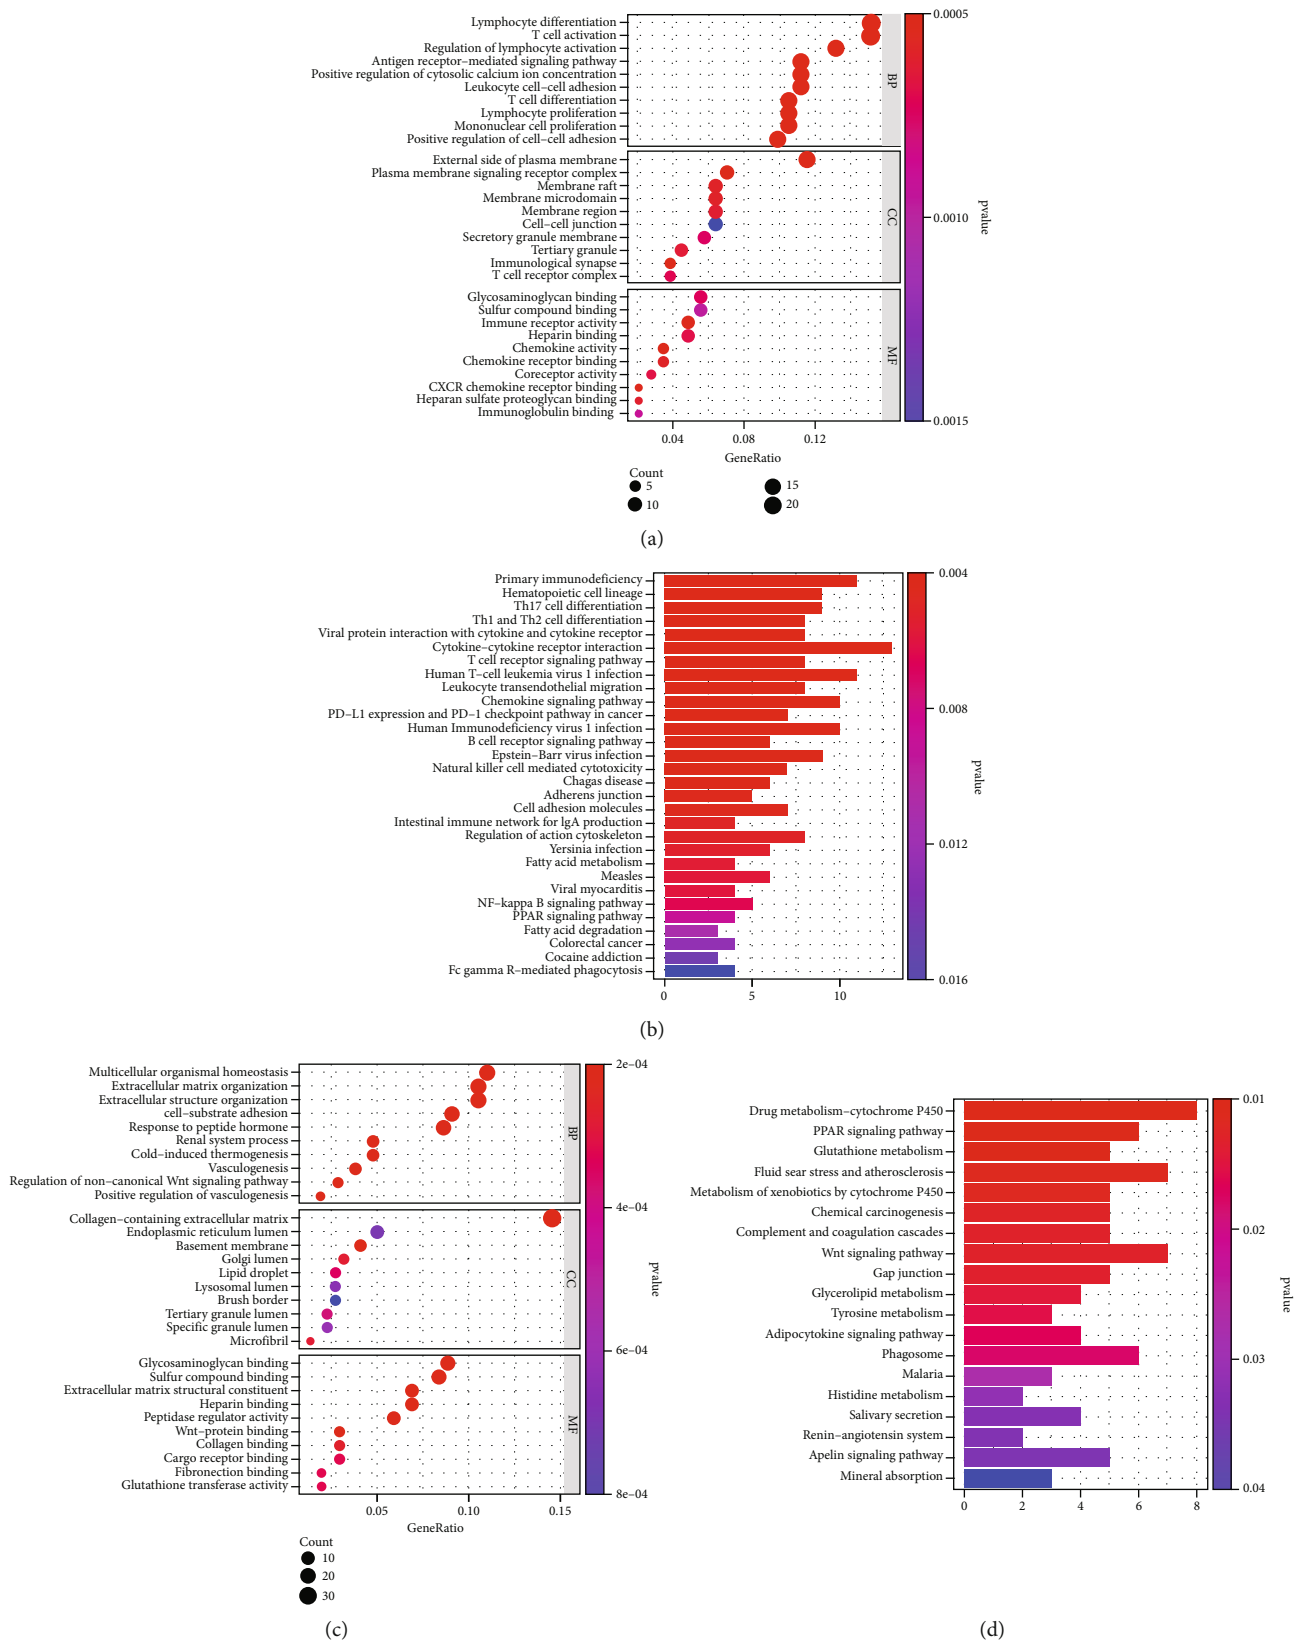 Lymphocyte differentiation
T cell activation
Regulation of lymphocyte activation
Antigen receptor−mediated signaling pathway
Positive regulation of cytosolic calcium ion concentration
Leukocyte cell−cell adhesion
T cell differentiation
Lymphocyte proliferation
Mononuclear cell proliferation
Positive regulation of cell−cell adhesion
BP
External side of plasma membrane
Plasma membrane signaling receptor complex
Membrane raft
Membrane microdomain
Membrane region
Cell−cell junction
Secretory granule membrane
Tertiary granule
Immunological synapse
T cell receptor complex
CC
Glycosaminoglycan binding
Sulfur compound binding
Immune receptor activity
Heparin binding
Chemokine activity
Chemokine receptor binding
Coreceptor activity
CXCR chemokine receptor binding
Heparan sulfate proteoglycan binding
Immunoglobulin binding
MF
0.04 0.08 0.12
GeneRatio
0.0005
0.0010
0.0015
pvalue
Count
5 15
10 20
(a)
Primary immunodeficiency
Hematopoietic cell lineage
Th17 cell differentiation
Th1 and Th2 cell differentiation
Viral protein interaction with cytokine and cytokine receptor
Cytokine−cytokine receptor interaction
T cell receptor signaling pathway
Human T−cell leukemia virus 1 infection
Leukocyte transendothelial migration
Chemokine signaling pathway
PD−L1 expression and PD−1 checkpoint pathway in cancer
Human Immunodeficiency virus 1 infection
B cell receptor signaling pathway
Epstein−Barr virus infection
Natural killer cell mediated cytotoxicity
Chagas disease
Adherens junction
Cell adhesion molecules
Intestinal immune network for lgA production
Regulation of action cytoskeleton
Yersinia infection
Fatty acid metabolism
Measles
Viral myocarditis
NF−kappa B signaling pathway
PPAR signaling pathway
Fatty acid degradation
Colorectal cancer
Cocaine addiction
Fc gamma R−mediated phagocytosis
0 5 10
0.004
0.008
0.012
0.016
pvalue
(b)
Multicellular organismal homeostasis
Extracellular matrix organization
Extracellular structure organization
cell−substrate adhesion
Response to peptide hormone
Renal system process
Cold−induced thermogenesis
Vasculogenesis
Regulation of non−canonical Wnt signaling pathway
Positive regulation of vasculogenesis
BP
Collagen−containing extracellular matrix
Endoplasmic reticulum lumen
Basement membrane
Golgi lumen
Lipid droplet
Lysosomal lumen
Brush border
Tertiary granule lumen
Specific granule lumen
Microfibril
CC
Glycosaminoglycan binding
Sulfur compound binding
Extracellular matrix structural constituent
Heparin binding
Peptidase regulator activity
Wnt−protein binding
Collagen binding
Cargo receptor binding
Fibronection binding
Glutathione transferase activity
MF
0.05 0.10 0.15
GeneRatio
2e−04
4e−04
6e−04
8e−04
pvalue
Count
10
20
30
(c)
Drug metabolism−cytochrome P450
PPAR signaling pathway
Glutathione metabolism
Fluid sear stress and atherosclerosis
Metabolism of xenobiotics by cytochrome P450
Chemical carcinogenesis
Complement and coagulation cascades
Wnt signaling pathway
Gap junction
Glycerolipid metabolism
Tyrosine metabolism
Adipocytokine signaling pathway
Phagosome
Malaria
Histidine metabolism
Salivary secretion
Renin−angiotensin system
Apelin signaling pathway
Mineral absorption
0 2 4 6 8
0.01
0.02
0.03
0.04
pvalue
(d)